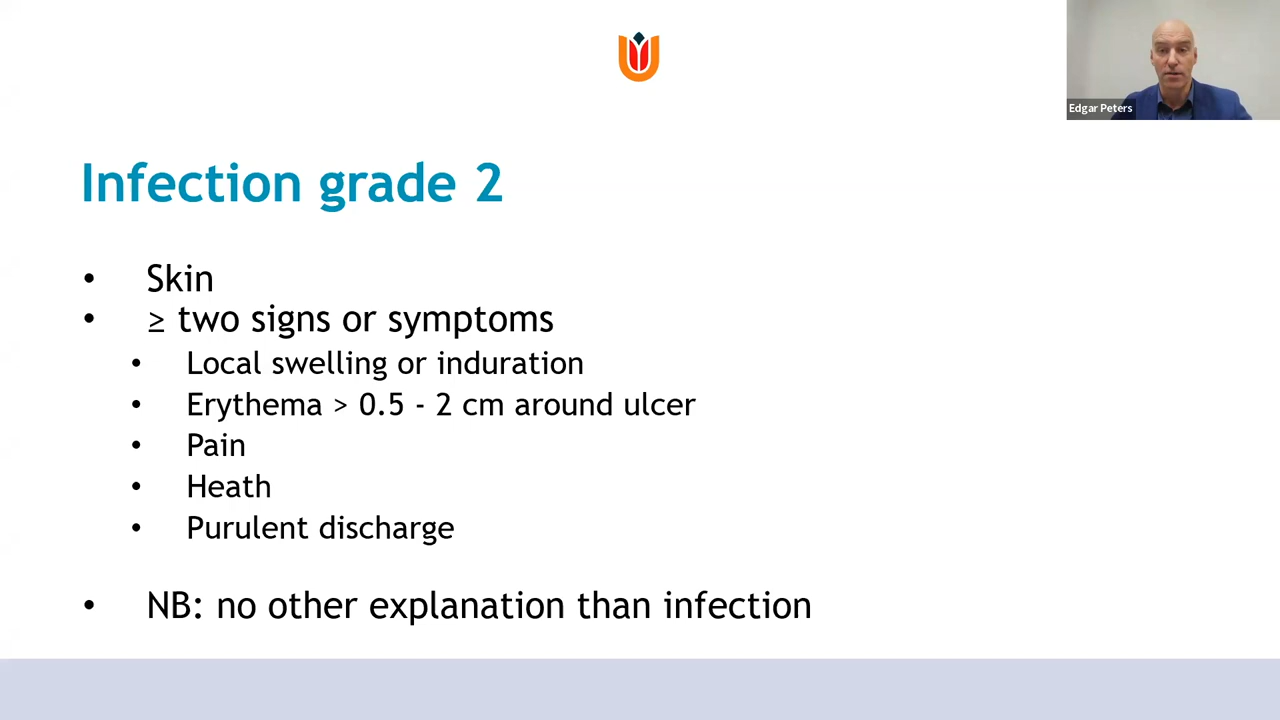 Edgar Peters
Infection grade 2
• Skin
• ≥ two signs or symptoms
• Local swelling or induration
• Erythema > 0.5 - 2 cm around ulcer
• Pain
• Heath
• Purulent discharge
• NB: no other explanation than infection